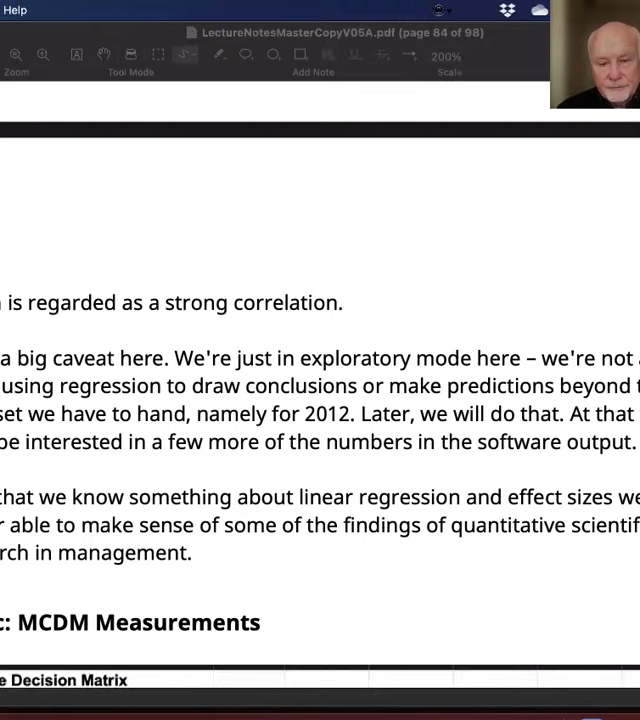 Help
LectureNotesMasterCopyV05A.pdf (page 84 of 98)
200%
Zoom Tool Mode Add Note Scale
is regarded as a strong correlation.
a big caveat here. We're just in exploratory mode here – we're not
using regression to draw conclusions or make predictions beyond
set we have to hand, namely for 2012. Later, we will do that. At that
be interested in a few more of the numbers in the software output.
that we know something about linear regression and effect sizes we
able to make sense of some of the findings of quantitative scientif
rch in management.
c: MCDM Measurements
e Decision Matrix